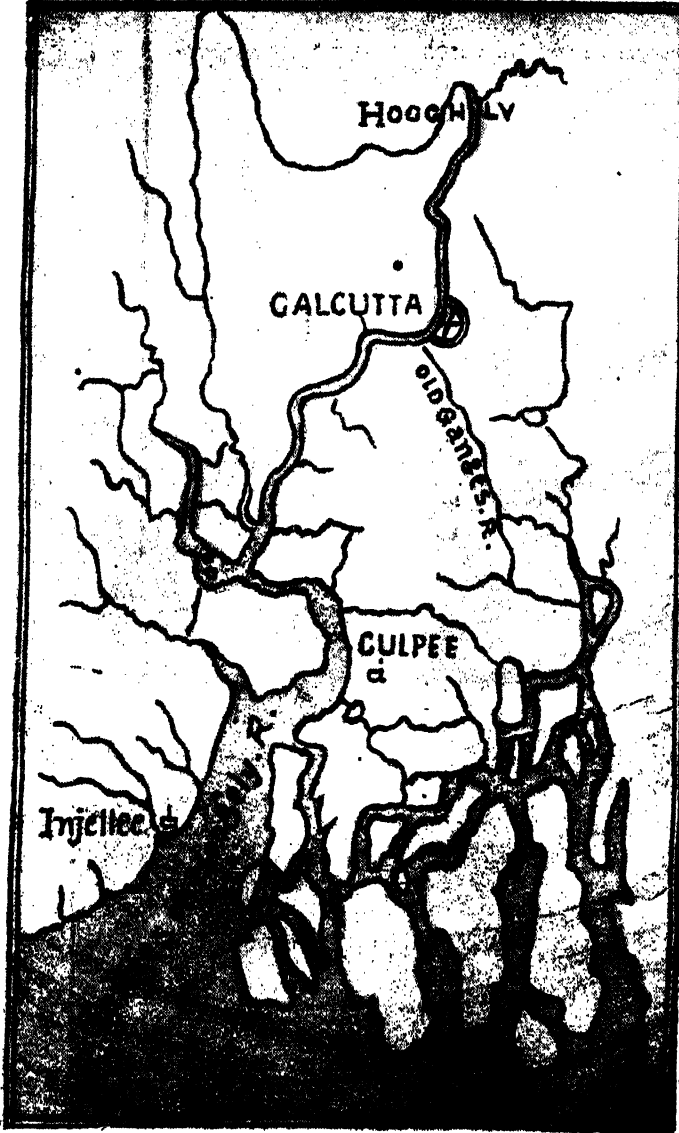 HOOGHLY
CALCUTTA
OLD Ganges. R.
CULPEE
R.
Injellee